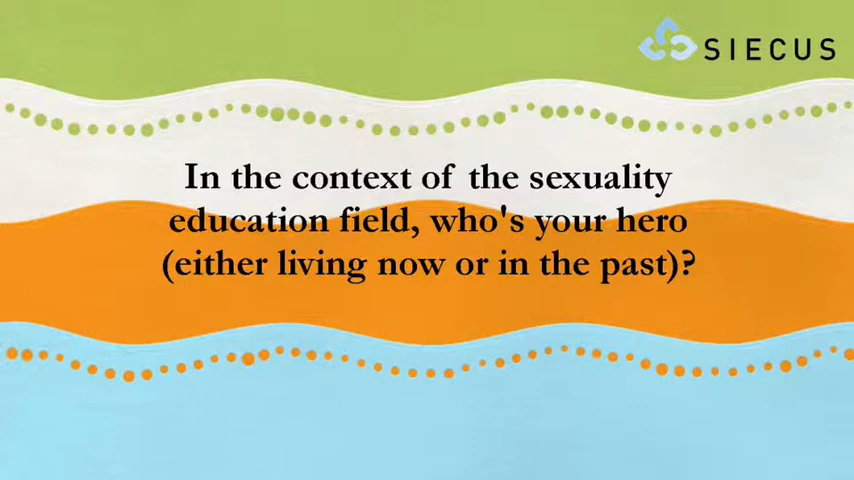 SIECUS
In the context of the sexuality
education field, who's your hero
(either living now or in the past)?